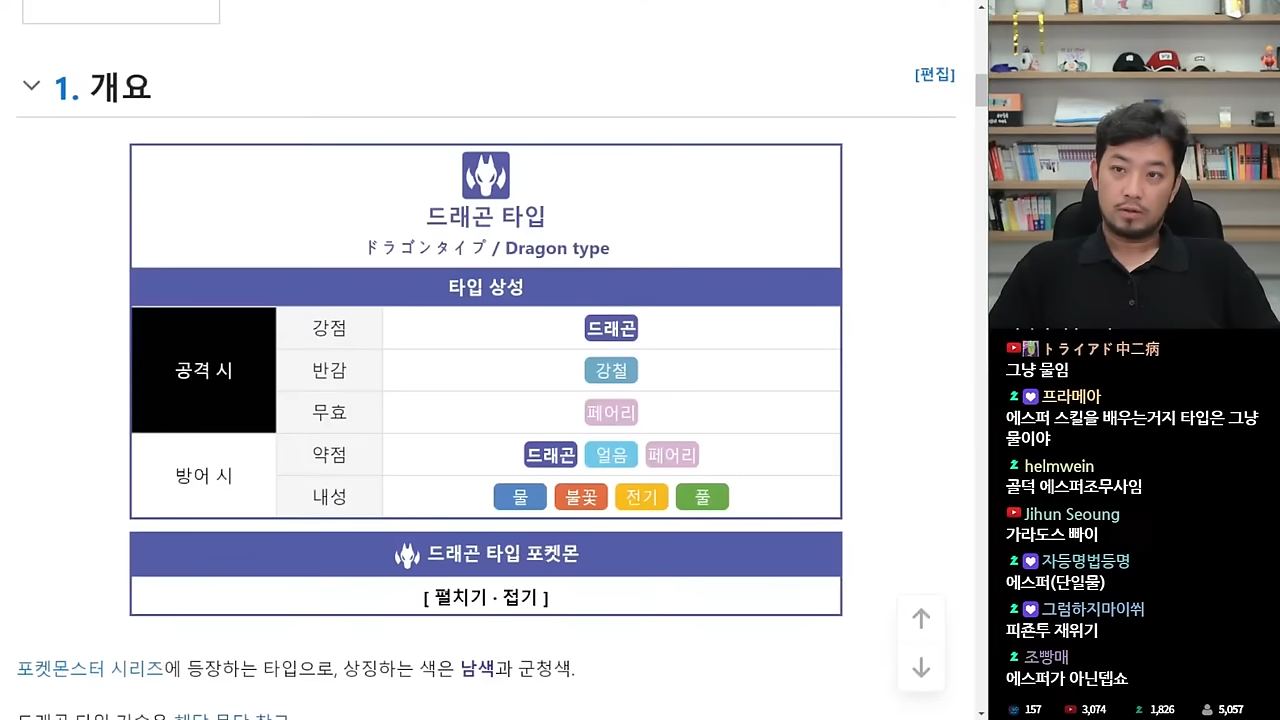 1. 개요
[편집]
드래곤 타입
ドラゴンタイプ / Dragon type
타입 상성
공격 시
강점
드래곤
반감
강철
무효
페어리
방어 시
약점
드래곤 얼음 페어리
내성
물 불꽃 전기 풀
드래곤 타입 포켓몬
[ 펼치기 · 접기 ]
포켓몬스터 시리즈에 등장하는 타입으로, 상징하는 색은 남색과 군청색.
トライアド中二病
그냥 물임
프라메아
에스퍼 스킬을 배우는거지 타입은 그냥
물이야
helmwein
골덕 에스퍼조무사임
Jihun Seoung
가라도스 빠이
자등명법등명
에스퍼(단일물)
그럼하지마이쒸
피죤투 재위기
조빵매
에스퍼가 아닌뎁쇼
157 3,074 1,826 5,057